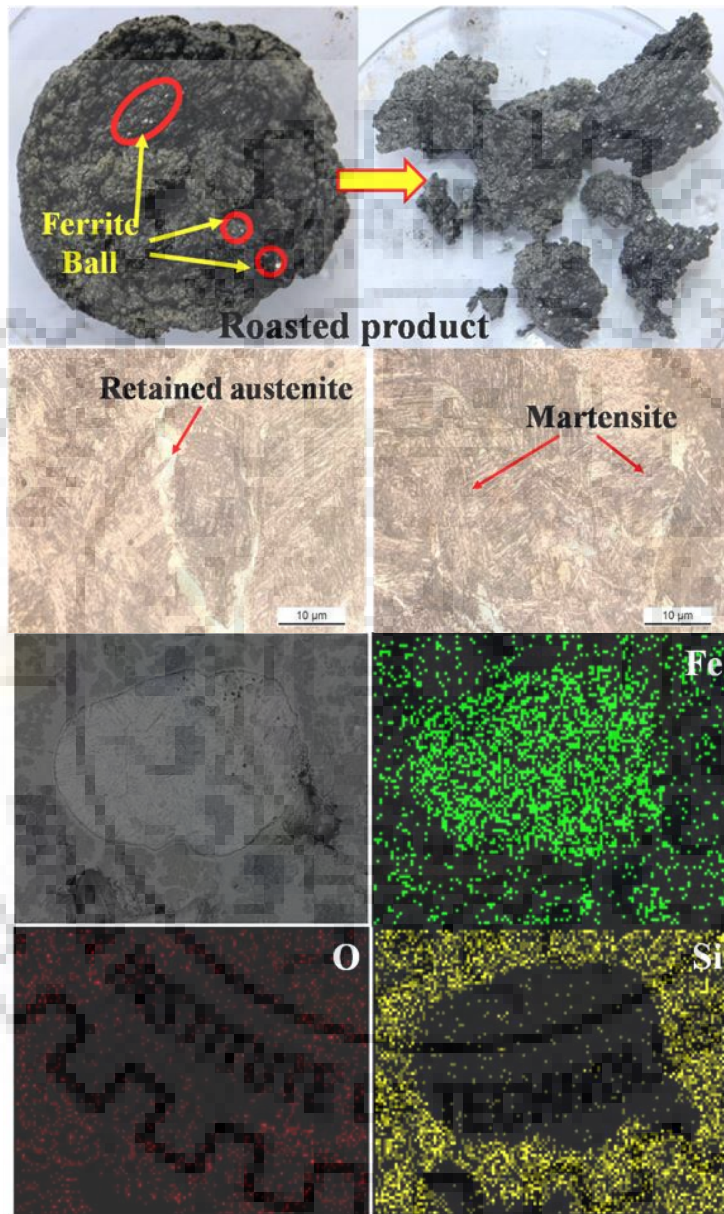 Ferrite
Ball
Roasted product
Retained austenite
Martensite
10 µm
10 µm
Fe
O
Si